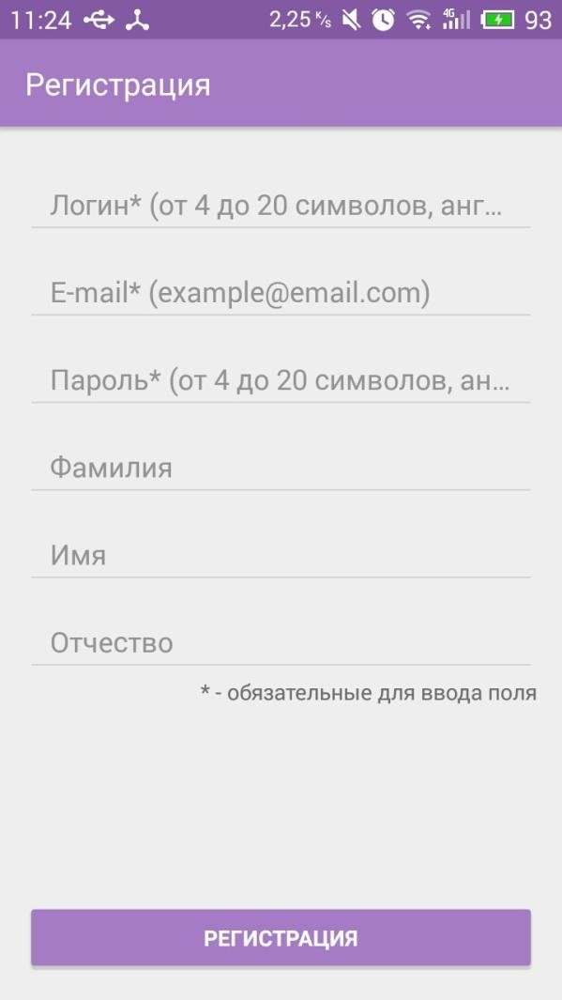 11:24 2,25 K/s 4G 93
Регистрация
Логин* (от 4 до 20 символов, анг...
E-mail* (example@email.com)
Пароль* (от 4 до 20 символов, ан...
Фамилия
Имя
Отчество
* - обязательные для ввода поля
РЕГИСТРАЦИЯ